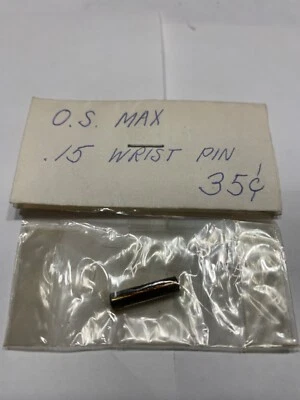 O.S. MAX
.15 WRIST PIN
35¢